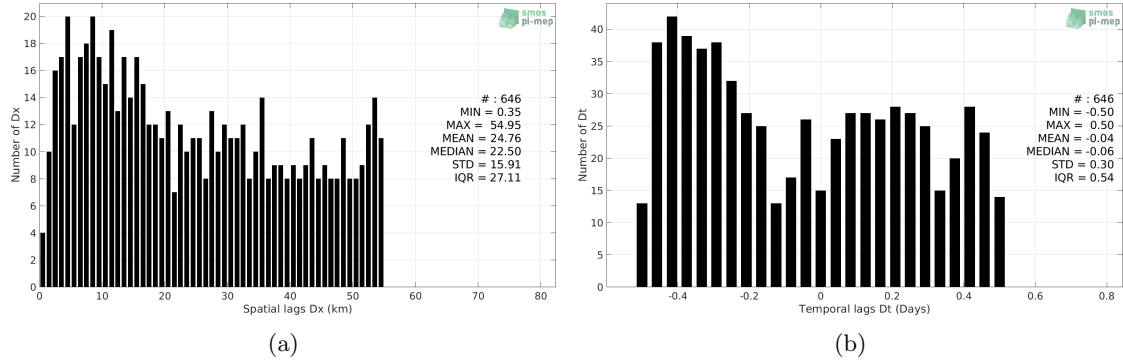 smos
pi-mep
20
18
16
14
12
10
8
6
4
2
0
Number of Dx
# : 646
MIN = 0.35
MAX = 54.95
MEAN = 24.76
MEDIAN = 22.50
STD = 15.91
IQR = 27.11
0 10 20 30 40 50 60 70 80
Spatial lags Dx (km)
(a)
smos
pi-mep
40
35
30
25
20
15
10
5
0
Number of Dt
# : 646
MIN = -0.50
MAX = 0.50
MEAN = -0.04
MEDIAN = -0.06
STD = 0.30
IQR = 0.54
-0.4 -0.2 0 0.2 0.4 0.6 0.8
Temporal lags Dt (Days)
(b)